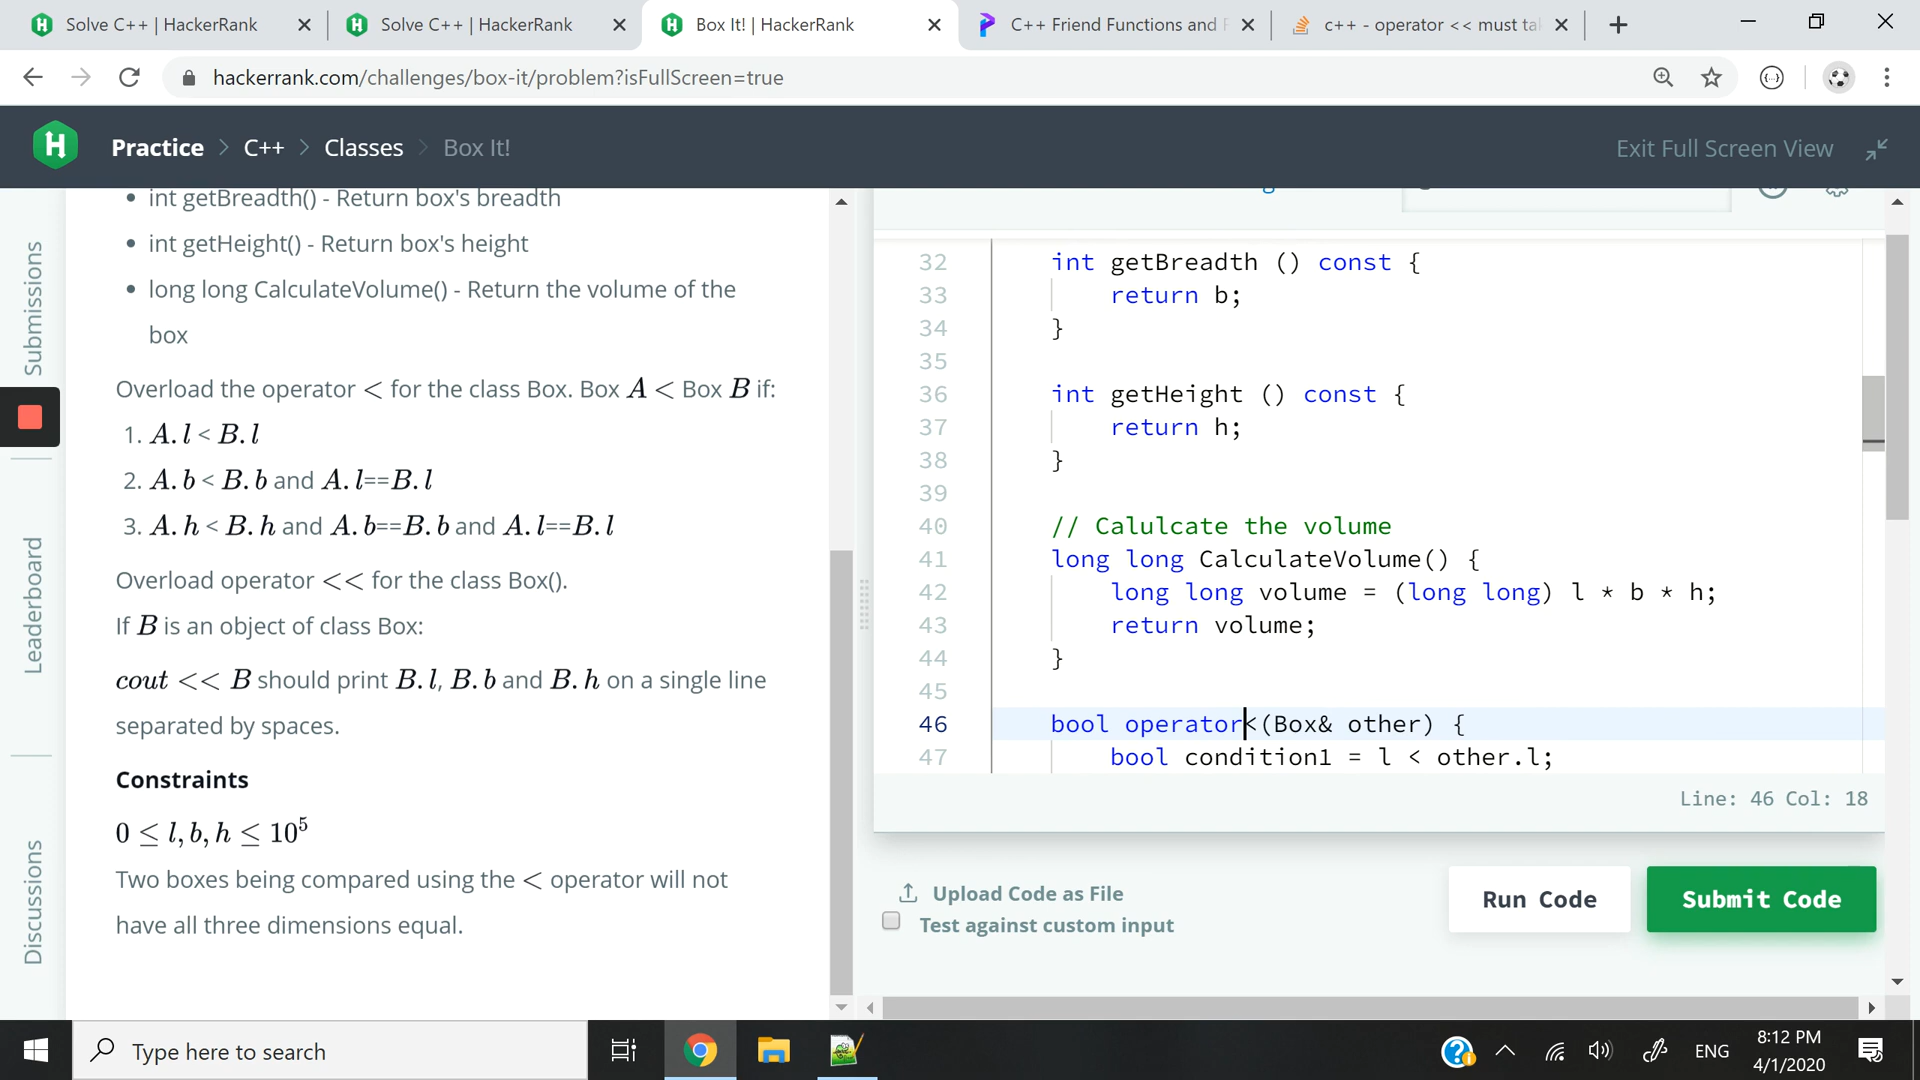 Solve C++ | HackerRank
Solve C++ | HackerRank
Box It! | HackerRank
C++ Friend Functions and F
c++ - operator << must tak
hackerrank.com/challenges/box-it/problem?isFullScreen=true
H
Practice > C++ > Classes > Box It!
Exit Full Screen View
Submissions
Leaderboard
Discussions
• int getBreadth() - Return box's breadth
• int getHeight() - Return box's height
• long long CalculateVolume() - Return the volume of the
box
Overload the operator < for the class Box. Box A < Box B if:
1. A.l < B.l
2. A.b < B.b and A.l==B.l
3. A.h < B.h and A.b==B.b and A.l==B.l
Overload operator << for the class Box().
If B is an object of class Box:
cout << B should print B.l, B.b and B.h on a single line
separated by spaces.
Constraints
0 ≤ l, b, h ≤ 10^5
Two boxes being compared using the < operator will not
have all three dimensions equal.
32 int getBreadth () const {
33 return b;
34 }
35
36 int getHeight () const {
37 return h;
38 }
39
40 // Calulcate the volume
41 long long CalculateVolume() {
42 long long volume = (long long) l * b * h;
43 return volume;
44 }
45
46 bool operator<(Box& other) {
47 bool condition1 = l < other.l;
Line: 46 Col: 18
Upload Code as File
Test against custom input
Run Code
Submit Code
Type here to search
ENG
8:12 PM
4/1/2020